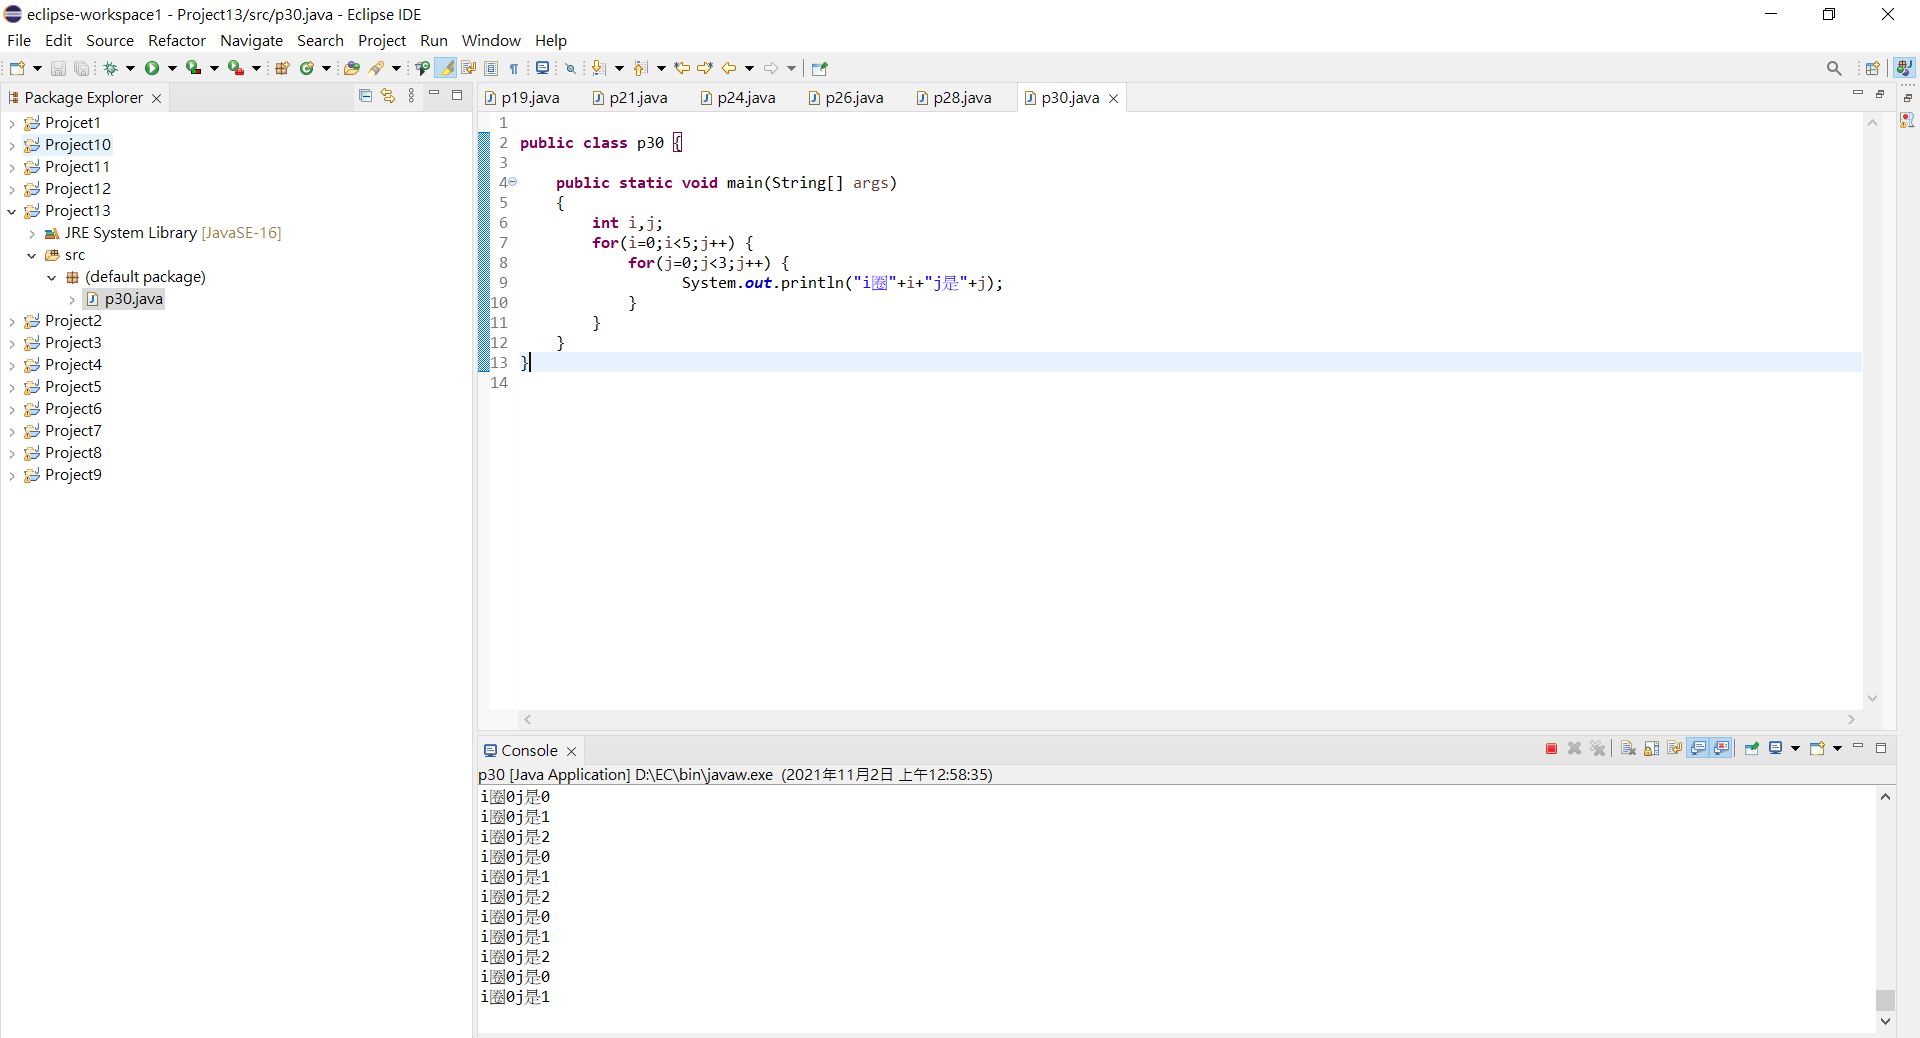 eclipse-workspace1 - Project13/src/p30.java - Eclipse IDE
File Edit Source Refactor Navigate Search Project Run Window Help
Package Explorer
Projcet1
Project10
Project11
Project12
Project13
JRE System Library [JavaSE-16]
src
(default package)
p30.java
Project2
Project3
Project4
Project5
Project6
Project7
Project8
Project9
p19.java p21.java p24.java p26.java p28.java p30.java
1
2 public class p30 {
3
4 public static void main(String[] args)
5 {
6 int i,j;
7 for(i=0;i<5;j++) {
8 for(j=0;j<3;j++) {
9 System.out.println("i圈"+i+"j是"+j);
10 }
11 }
12 }
13 }
14
Console
p30 [Java Application] D:\EC\bin\javaw.exe (2021年11月2日 上午12:58:35)
i圈0j是0
i圈0j是1
i圈0j是2
i圈0j是0
i圈0j是1
i圈0j是2
i圈0j是0
i圈0j是1
i圈0j是2
i圈0j是0
i圈0j是1